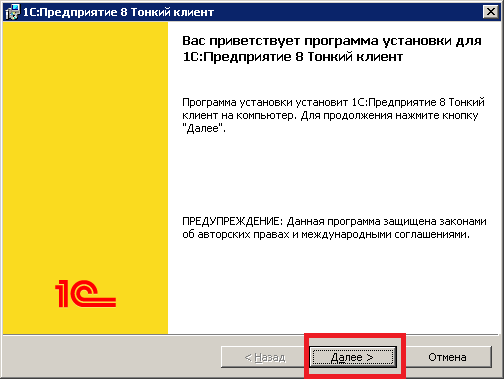 1С:Предприятие 8 Тонкий клиент
Вас приветствует программа установки для
1С:Предприятие 8 Тонкий клиент
Программа установки установит 1С:Предприятие 8 Тонкий
клиент на компьютер. Для продолжения нажмите кнопку
"Далее".
ПРЕДУПРЕЖДЕНИЕ: Данная программа защищена законами
об авторских правах и международными соглашениями.
1С
< Назад
Далее >
Отмена